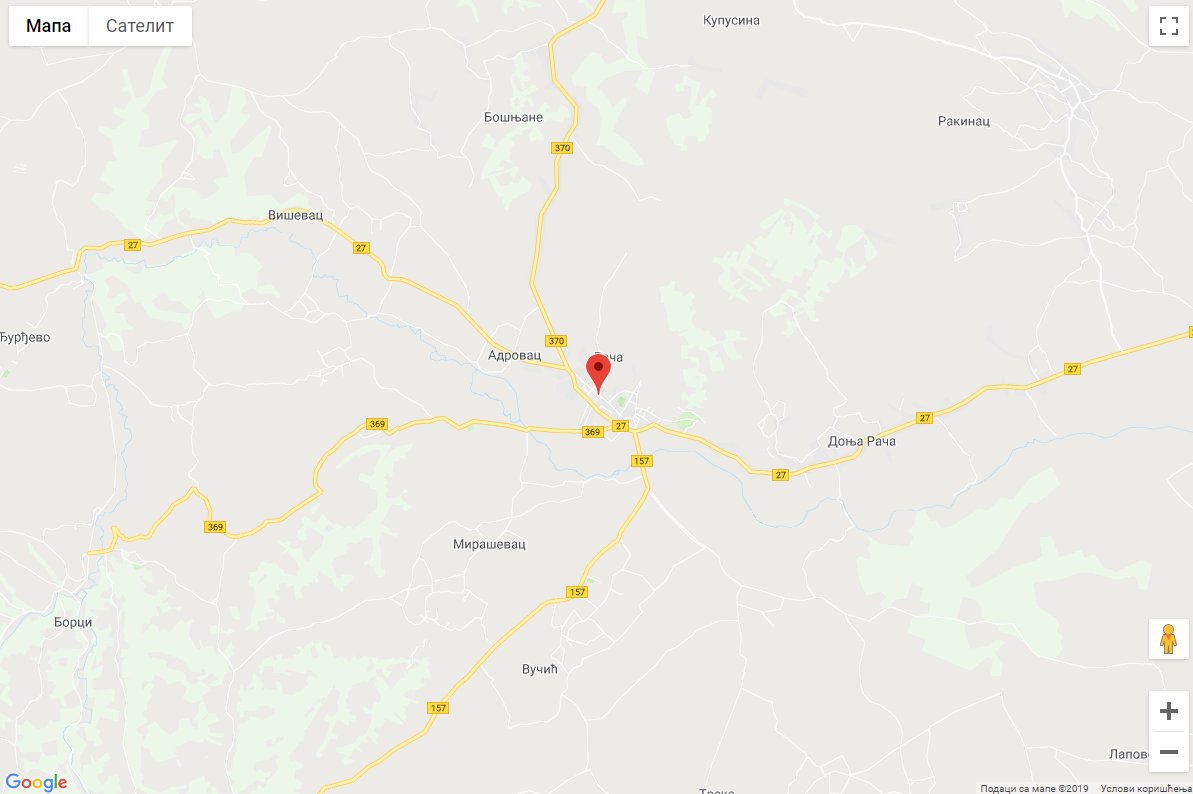 Мапа
Сателит
Купусина
Бошњане
Ракинац
370
Вишевац
27
27
Ђурђево
370
Адровац
Рача
27
27
369
27
369
Доња Рача
157
27
369
Мирашевац
157
Борци
Вучић
157
Google
Подаци са мапе ©2019
Услови коришћења